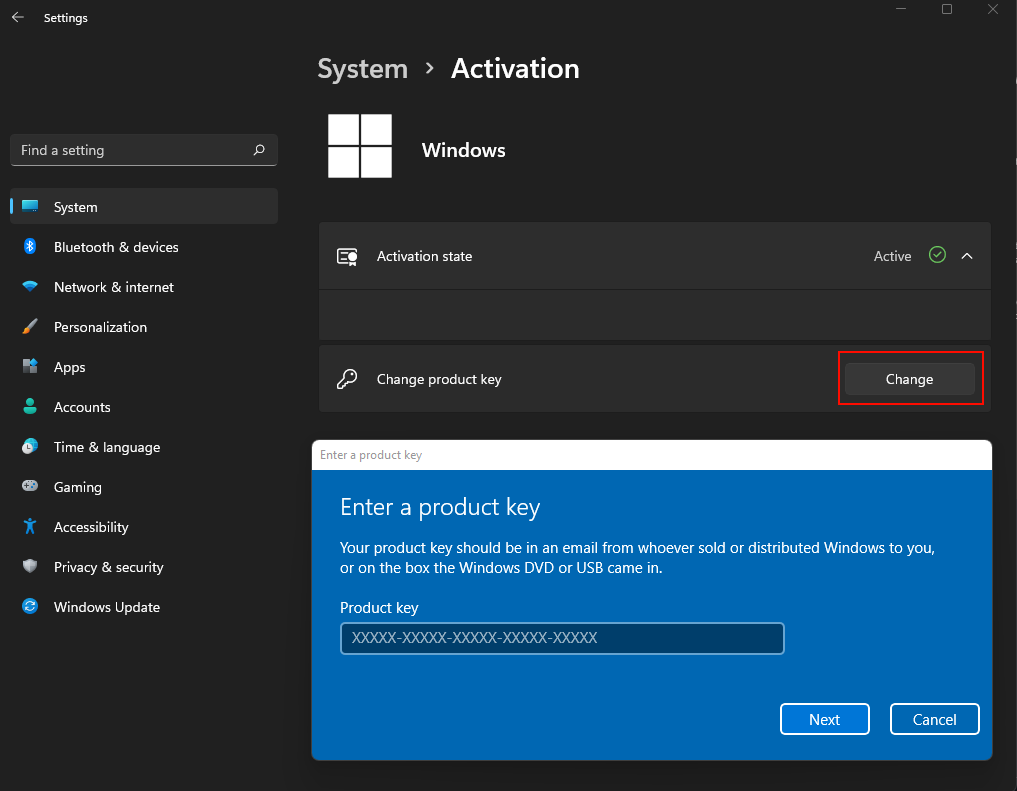 Settings
System > Activation
Windows
Find a setting
System
Bluetooth & devices
Network & internet
Personalization
Apps
Accounts
Time & language
Gaming
Accessibility
Privacy & security
Windows Update
Activation state
Active
Change product key
Change
Enter a product key
Enter a product key
Your product key should be in an email from whoever sold or distributed Windows to you,
or on the box the Windows DVD or USB came in.
Product key
XXXXX-XXXXX-XXXXX-XXXXX-XXXXX
Next
Cancel